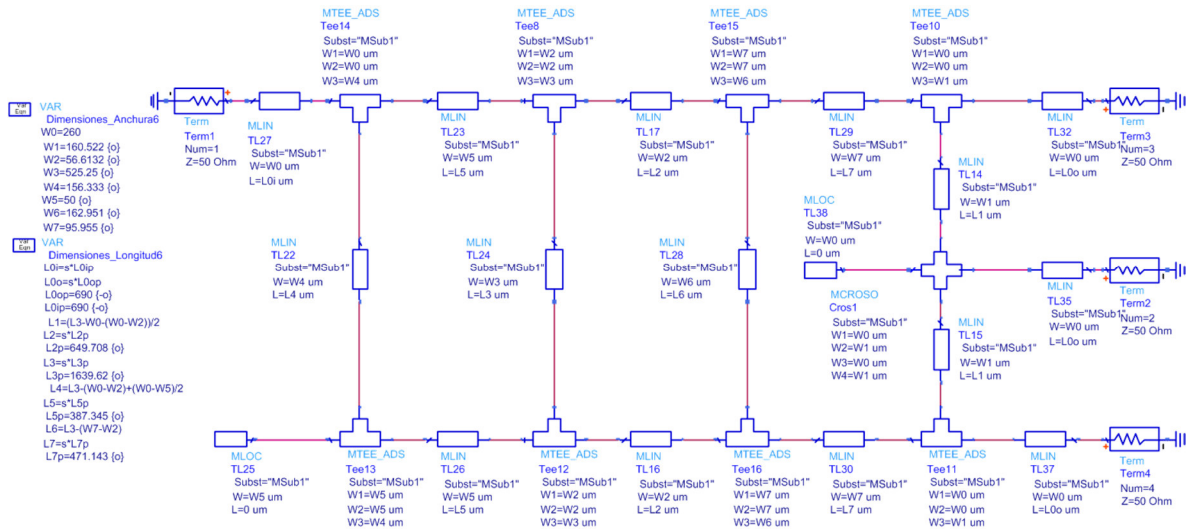 MTEE_ADS
Tee14
Subst="MSub1"
W1=W0 um
W2=W0 um
W3=W4 um
MTEE_ADS
Tee8
Subst="MSub1"
W1=W2 um
W2=W2 um
W3=W3 um
MTEE_ADS
Tee15
Subst="MSub1"
W1=W7 um
W2=W7 um
W3=W6 um
MTEE_ADS
Tee10
Subst="MSub1"
W1=W0 um
W2=W0 um
W3=W1 um
Var
Eqn
VAR
Dimensiones_Anchura6
W0=260
W1=160.522 {o}
W2=56.6132 {o}
W3=525.25 {o}
W4=156.333 {o}
W5=50 {o}
W6=162.951 {o}
W7=95.955 {o}
Term
Term1
Num=1
Z=50 Ohm
MLIN
TL27
Subst="MSub1"
W=W0 um
L=L0i um
MLIN
TL23
Subst="MSub1"
W=W5 um
L=L5 um
MLIN
TL17
Subst="MSub1"
W=W2 um
L=L2 um
MLIN
TL29
Subst="MSub1"
W=W7 um
L=L7 um
MLIN
TL32
Subst="MSub1"
W=W0 um
L=L0o um
Term
Term3
Num=3
Z=50 Ohm
MLIN
TL14
Subst="MSub1"
W=W1 um
L=L1 um
Var
Eqn
VAR
Dimensiones_Longitud6
L0i=s*L0ip
L0o=s*L0op
L0op=690 {-o}
L0ip=690 {-o}
L1=(L3-W0-(W0-W2))/2
L2=s*L2p
L2p=649.708 {o}
L3=s*L3p
L3p=1639.62 {o}
L4=L3-(W0-W2)+(W0-W5)/2
L5=s*L5p
L5p=387.345 {o}
L6=L3-(W7-W2)
L7=s*L7p
L7p=471.143 {o}
MLIN
TL22
Subst="MSub1"
W=W4 um
L=L4 um
MLIN
TL24
Subst="MSub1"
W=W3 um
L=L3 um
MLIN
TL28
Subst="MSub1"
W=W6 um
L=L6 um
MLOC
TL38
Subst="MSub1"
W=W0 um
L=0 um
MCROSO
Cros1
Subst="MSub1"
W1=W0 um
W2=W1 um
W3=W0 um
W4=W1 um
MLIN
TL35
Subst="MSub1"
W=W0 um
L=L0o um
Term
Term2
Num=2
Z=50 Ohm
MLIN
TL15
Subst="MSub1"
W=W1 um
L=L1 um
MLOC
TL25
Subst="MSub1"
W=W5 um
L=0 um
MTEE_ADS
Tee13
Subst="MSub1"
W1=W5 um
W2=W5 um
W3=W4 um
MLIN
TL26
Subst="MSub1"
W=W5 um
L=L5 um
MTEE_ADS
Tee12
Subst="MSub1"
W1=W2 um
W2=W2 um
W3=W3 um
MLIN
TL16
Subst="MSub1"
W=W2 um
L=L2 um
MTEE_ADS
Tee16
Subst="MSub1"
W1=W7 um
W2=W7 um
W3=W6 um
MLIN
TL30
Subst="MSub1"
W=W7 um
L=L7 um
MTEE_ADS
Tee11
Subst="MSub1"
W1=W0 um
W2=W0 um
W3=W1 um
MLIN
TL37
Subst="MSub1"
W=W0 um
L=L0o um
Term
Term4
Num=4
Z=50 Ohm